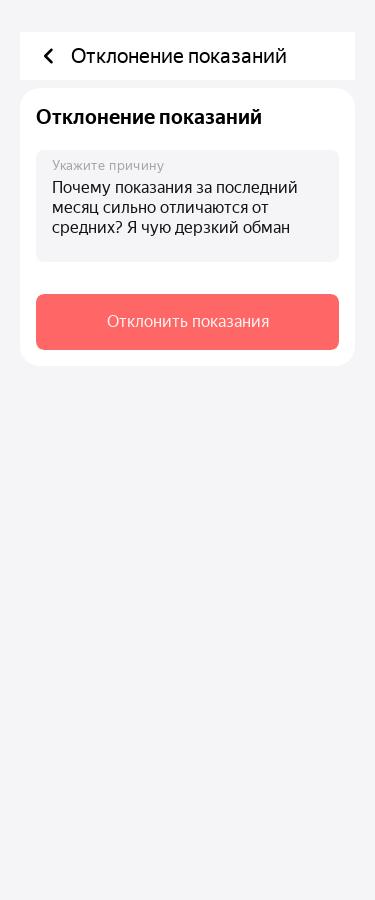 Отклонение показаний
Отклонение показаний
Укажите причину
Почему показания за последний
месяц сильно отличаются от
средних? Я чую дерзкий обман
Отклонить показания